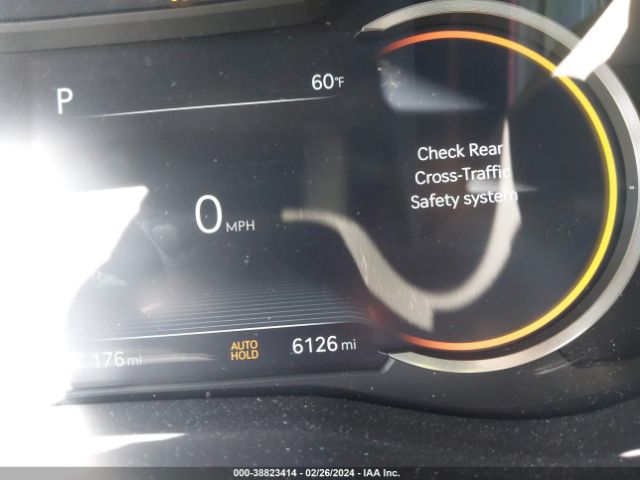 P
60°F
Check Rear
Cross-Traffic
Safety system
0 MPH
176 mi
AUTO
HOLD
6126 mi
000-38823414 - 02/26/2024 - IAA Inc.